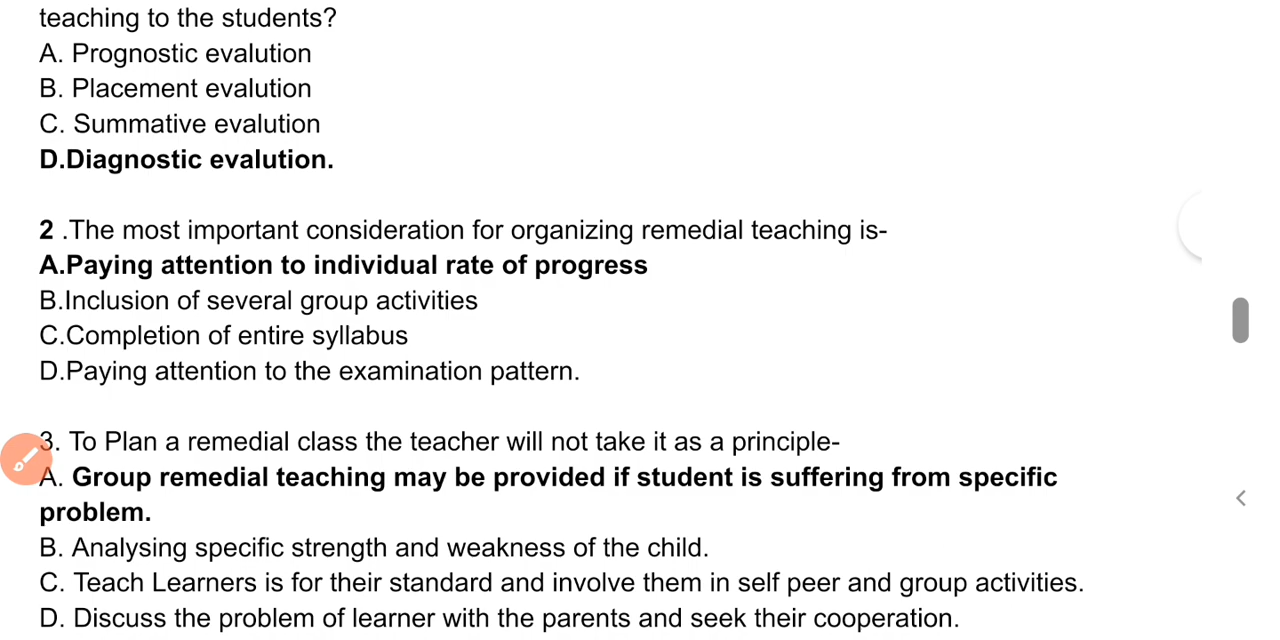 teaching to the students?
A. Prognostic evalution
B. Placement evalution
C. Summative evalution
D.Diagnostic evalution.
2 .The most important consideration for organizing remedial teaching is-
A.Paying attention to individual rate of progress
B.Inclusion of several group activities
C.Completion of entire syllabus
D.Paying attention to the examination pattern.
3. To Plan a remedial class the teacher will not take it as a principle-
A. Group remedial teaching may be provided if student is suffering from specific
problem.
B. Analysing specific strength and weakness of the child.
C. Teach Learners is for their standard and involve them in self peer and group activities.
D. Discuss the problem of learner with the parents and seek their cooperation.